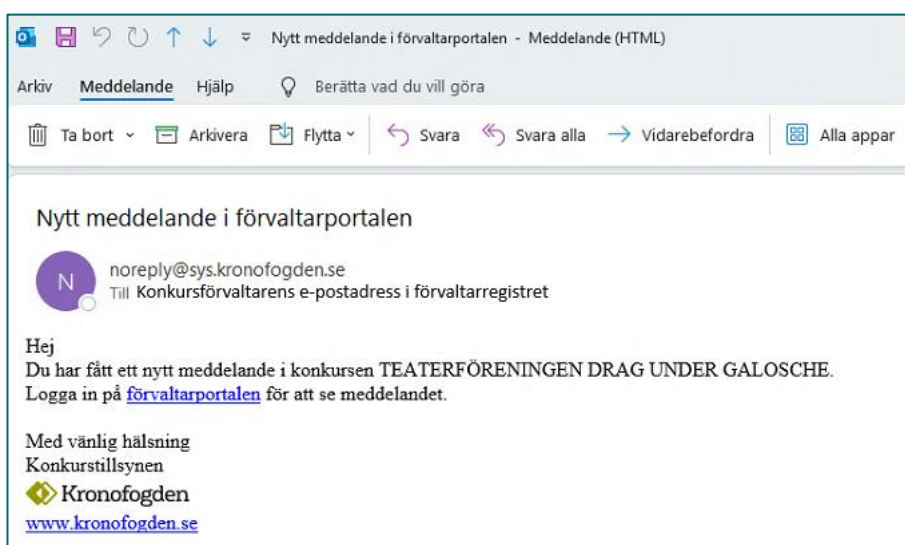 Nytt meddelande i förvaltarportalen - Meddelande (HTML)
Arkiv Meddelande Hjälp Berätta vad du vill göra
Ta bort Arkivera Flytta Svara Svara alla Vidarebefordra Alla appar
Nytt meddelande i förvaltarportalen
N
noreply@sys.kronofogden.se
Till Konkursförvaltarens e-postadress i förvaltarregistret
Hej
Du har fått ett nytt meddelande i konkursen TEATERFÖRENINGEN DRAG UNDER GALOSCHE.
Logga in på förvaltarportalen för att se meddelandet.
Med vänlig hälsning
Konkurstillsynen
Kronofogden
www.kronofogden.se